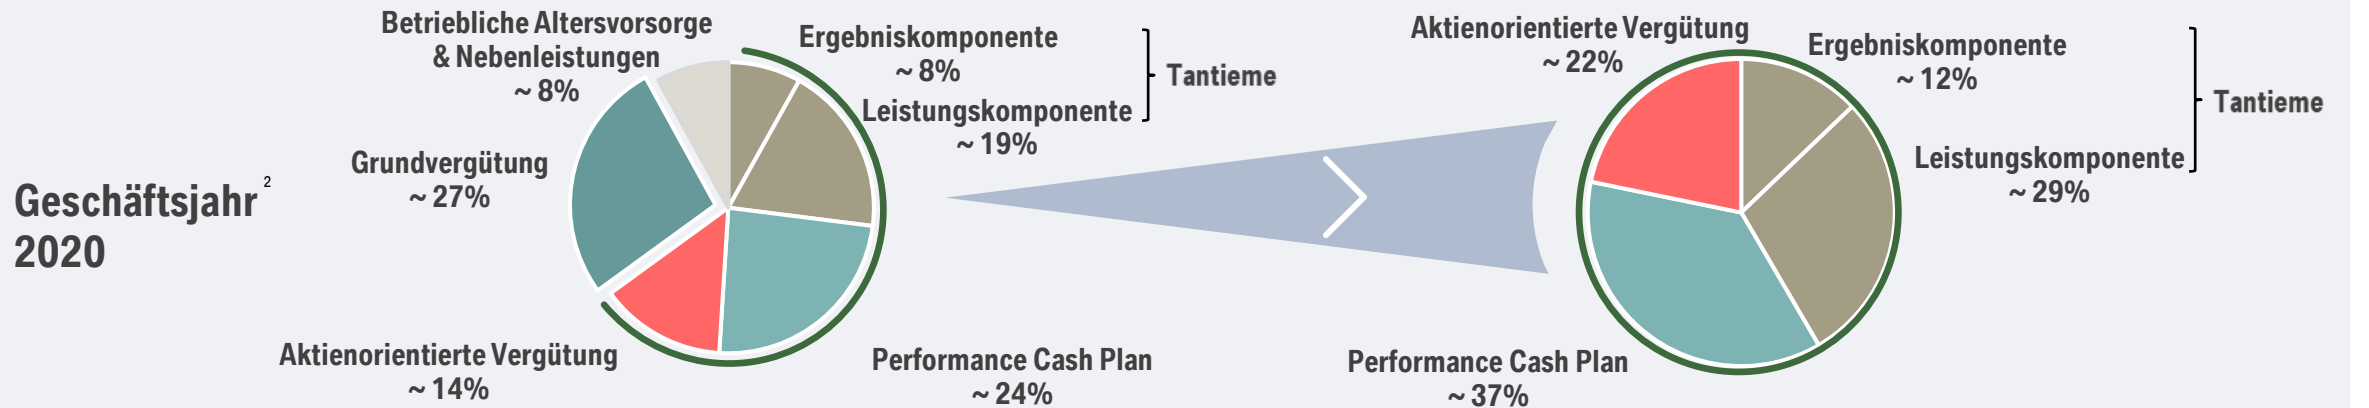 Geschäftsjahr 2
2020
Betriebliche Altersvorsorge
& Nebenleistungen
~ 8%
Ergebniskomponente
~ 8%
Leistungskomponente
~ 19%
Tantieme
Grundvergütung
~ 27%
Aktienorientierte Vergütung
~ 14%
Performance Cash Plan
~ 24%
Aktienorientierte Vergütung
~ 22%
Ergebniskomponente
~ 12%
Leistungskomponente
~ 29%
Tantieme
Performance Cash Plan
~ 37%